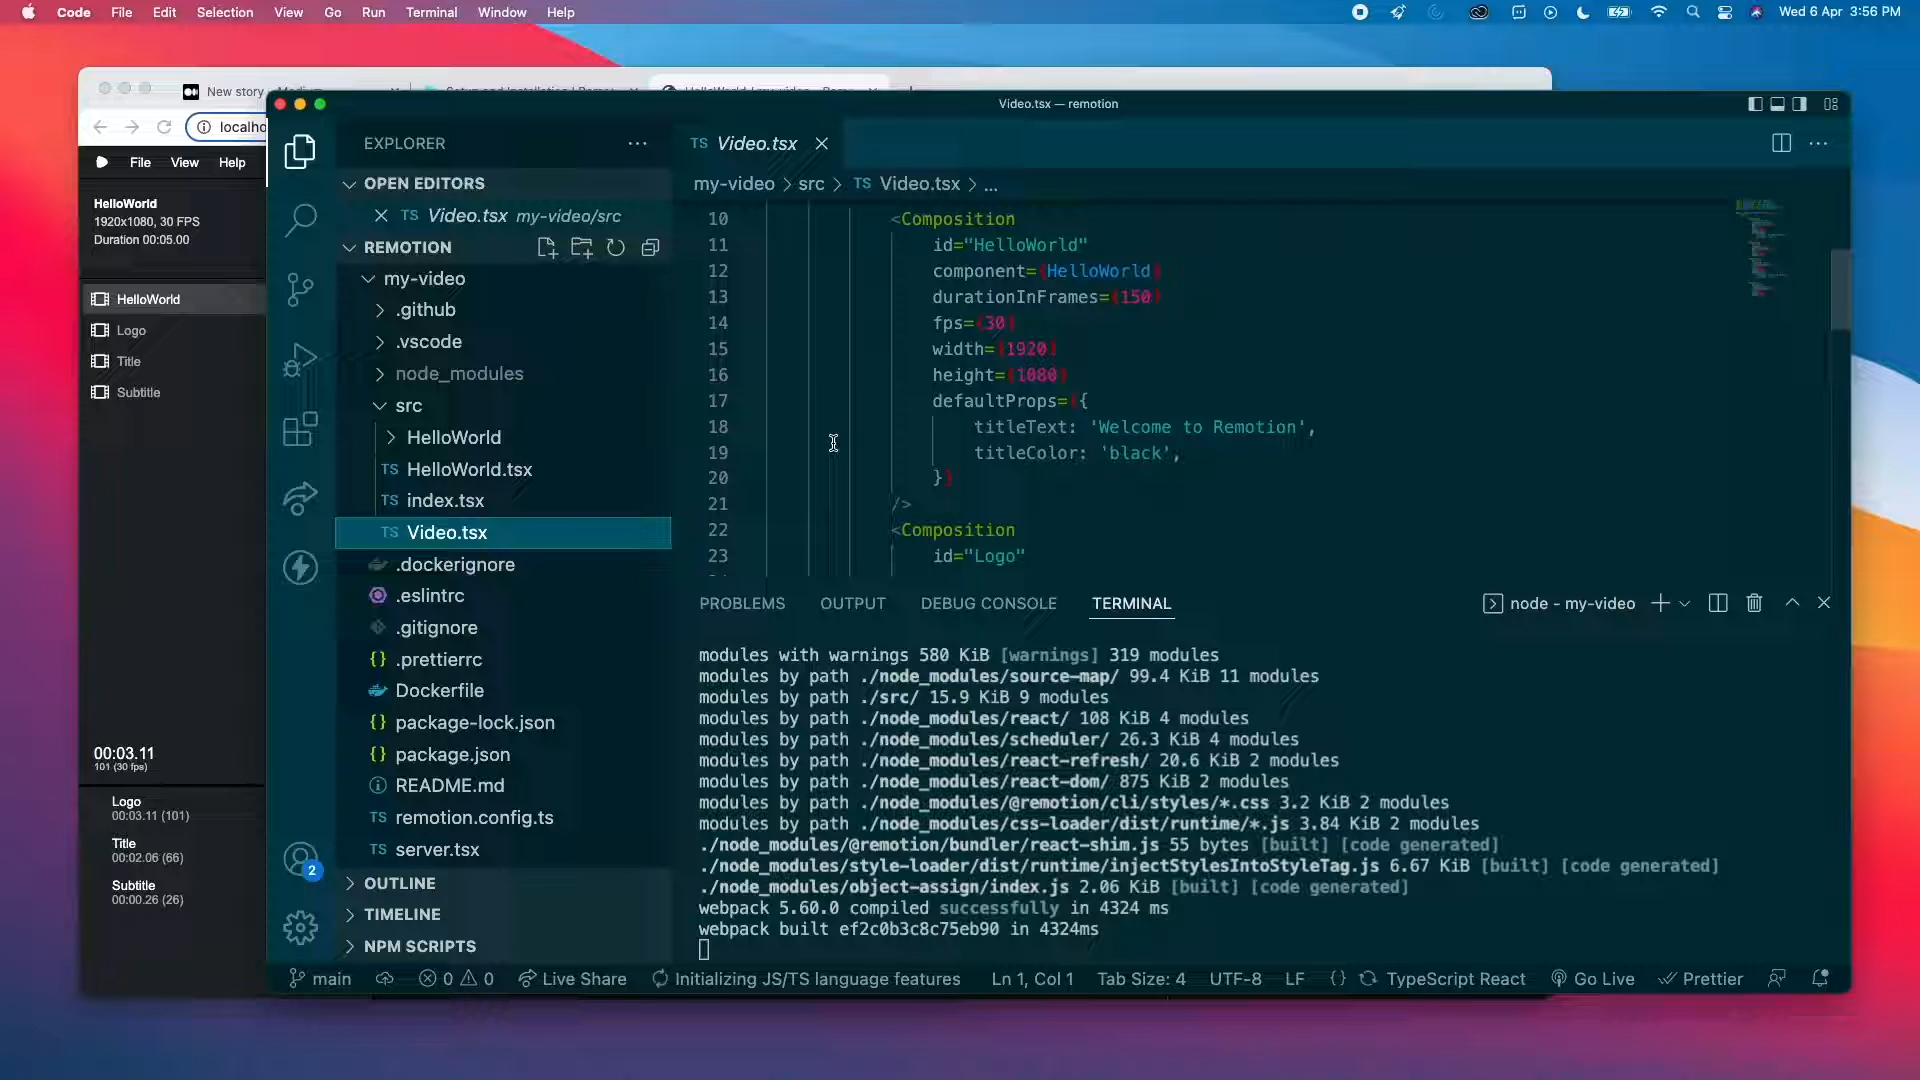 Code File Edit Selection View Go Run Terminal Window Help
Wed 6 Apr 3:56 PM
New story
localho
File View Help
HelloWorld
1920x1080, 30 FPS
Duration 00:05.00
HelloWorld
Logo
Title
Subtitle
00:03.11
101 (30 fps)
Logo
00:03.11 (101)
Title
00:02.06 (66)
Subtitle
00:00.26 (26)
Video.tsx — remotion
EXPLORER
OPEN EDITORS
TS Video.tsx my-video/src
REMOTION
my-video
.github
.vscode
node_modules
src
HelloWorld
TS HelloWorld.tsx
TS index.tsx
TS Video.tsx
.dockerignore
.eslintrc
.gitignore
{} .prettierrc
Dockerfile
{} package-lock.json
{} package.json
README.md
TS remotion.config.ts
TS server.tsx
OUTLINE
TIMELINE
NPM SCRIPTS
2
TS Video.tsx
my-video > src > TS Video.tsx > ...
10 <Composition
11 id="HelloWorld"
12 component={HelloWorld}
13 durationInFrames={150}
14 fps={30}
15 width={1920}
16 height={1080}
17 defaultProps={{
18 titleText: 'Welcome to Remotion',
19 titleColor: 'black',
20 }}
21 />
22 <Composition
23 id="Logo"
PROBLEMS OUTPUT DEBUG CONSOLE TERMINAL
node - my-video
modules with warnings 580 KiB [warnings] 319 modules
modules by path ./node_modules/source-map/ 99.4 KiB 11 modules
modules by path ./src/ 15.9 KiB 9 modules
modules by path ./node_modules/react/ 108 KiB 4 modules
modules by path ./node_modules/scheduler/ 26.3 KiB 4 modules
modules by path ./node_modules/react-refresh/ 20.6 KiB 2 modules
modules by path ./node_modules/react-dom/ 875 KiB 2 modules
modules by path ./node_modules/@remotion/cli/styles/*.css 3.2 KiB 2 modules
modules by path ./node_modules/css-loader/dist/runtime/*.js 3.84 KiB 2 modules
./node_modules/@remotion/bundler/react-shim.js 55 bytes [built] [code generated]
./node_modules/style-loader/dist/runtime/injectStylesIntoStyleTag.js 6.67 KiB [built] [code generated]
./node_modules/object-assign/index.js 2.06 KiB [built] [code generated]
webpack 5.60.0 compiled successfully in 4324 ms
webpack built ef2c0b3c8c75eb90 in 4324ms
main 0 0 Live Share Initializing JS/TS language features Ln 1, Col 1 Tab Size: 4 UTF-8 LF {} TypeScript React Go Live Prettier